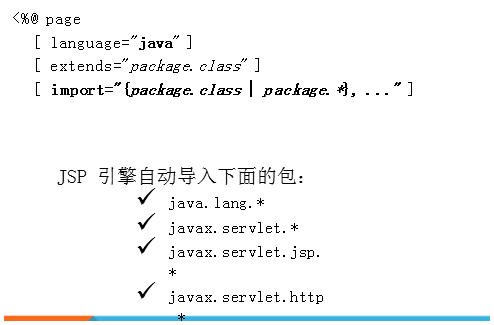 <%@ page
[ language="java" ]
[ extends="package.class" ]
[ import="{package.class | package.*}, ..." ]
JSP 引擎自动导入下面的包:
✓ java.lang.*
✓ javax.servlet.*
✓ javax.servlet.jsp.
*
✓ javax.servlet.http
.*